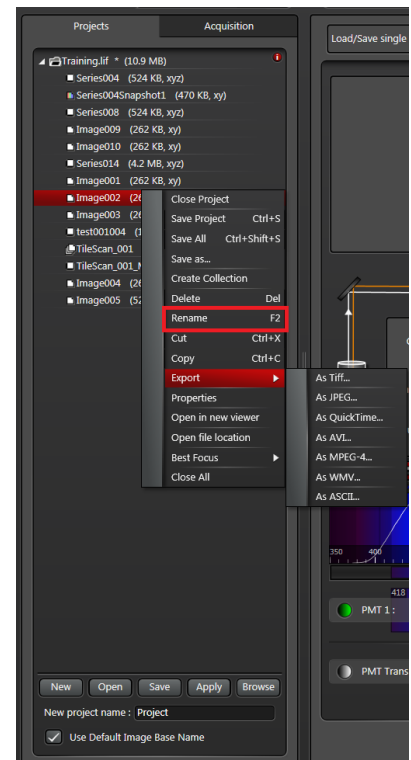 Projects
Acquisition
Load/Save single
Training.lif * (10.9 MB)
Series004 (524 KB, xyz)
Series004Snapshot1 (470 KB, xy)
Series008 (524 KB, xyz)
Image009 (262 KB, xy)
Image010 (262 KB, xy)
Series014 (4.2 MB, xyz)
Image001 (262 KB, xy)
Image002 (26
Image003 (26
test001004 (1
TileScan_001
TileScan_001_M
Image004 (26
Image005 (52
Close Project
Save Project Ctrl+S
Save All Ctrl+Shift+S
Save as...
Create Collection
Delete Del
Rename F2
Cut Ctrl+X
Copy Ctrl+C
Export
Properties
Open in new viewer
Open file location
Best Focus
Close All
As Tiff...
As JPEG...
As QuickTime...
As AVI...
As MPEG-4...
As WMV...
As ASCII...
350 400
418
PMT 1 :
PMT Trans
New Open Save Apply Browse
New project name : Project
Use Default Image Base Name